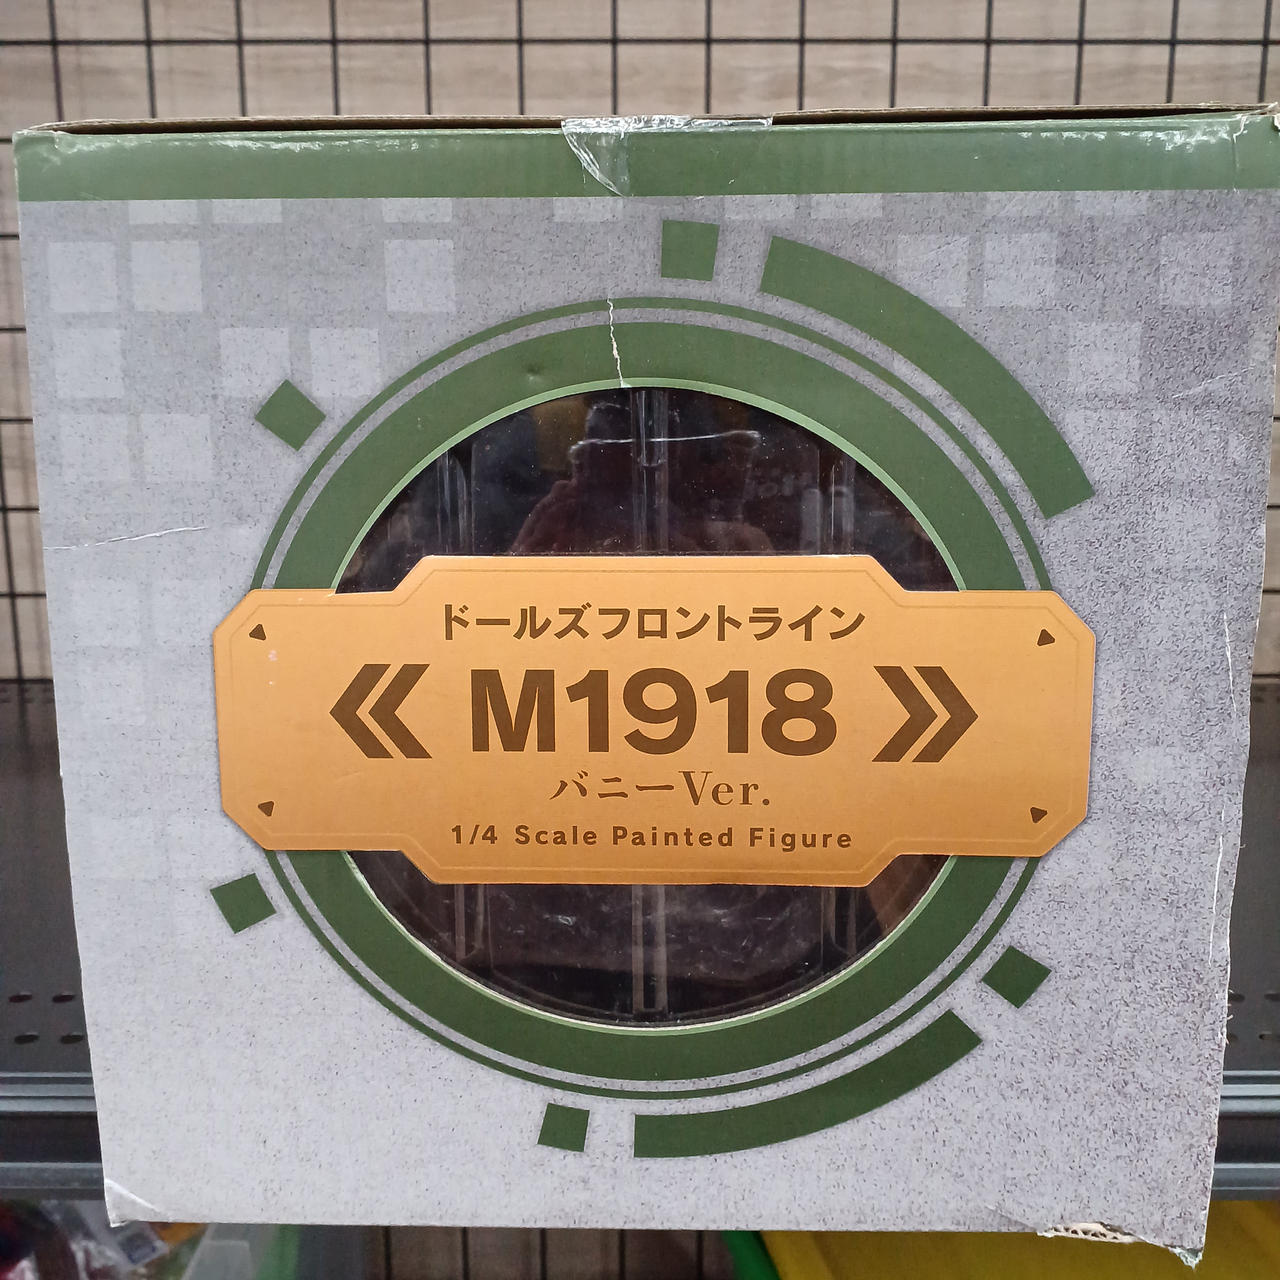 ドールズフロントライン
《 M1918 》
バニーVer.
1/4 Scale Painted Figure